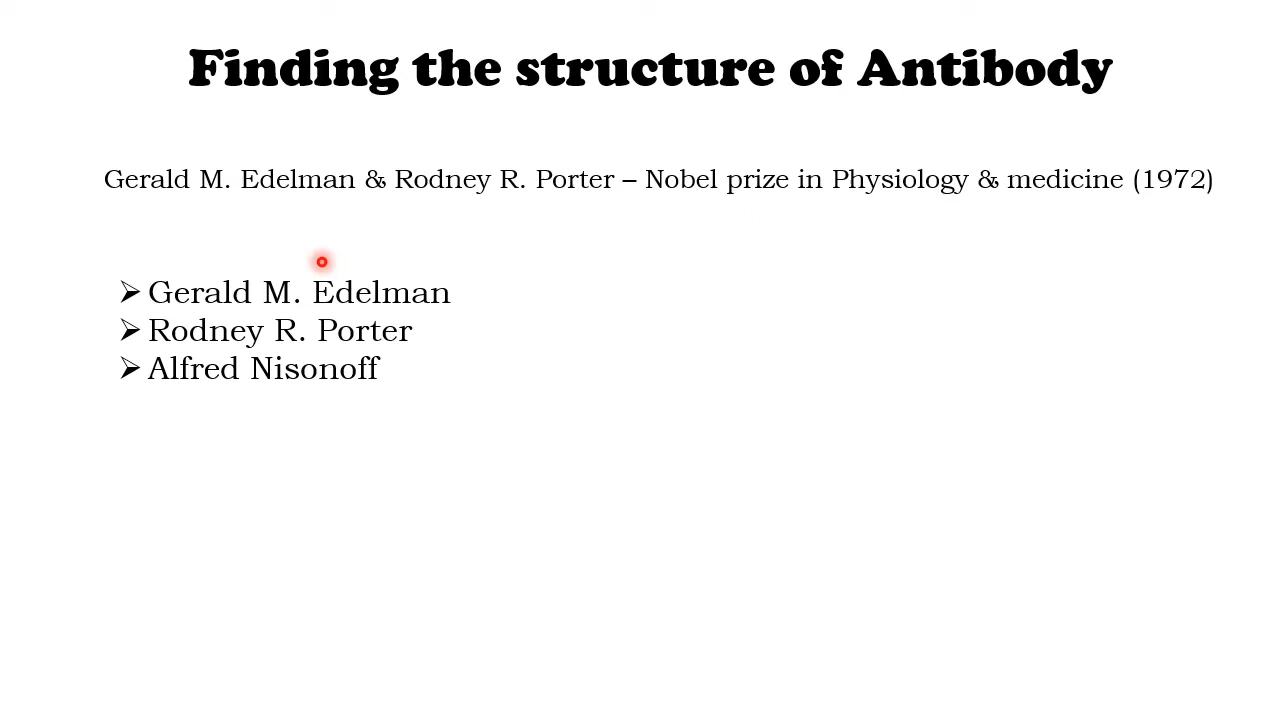 Finding the structure of Antibody
Gerald M. Edelman & Rodney R. Porter – Nobel prize in Physiology & medicine (1972)
➢ Gerald M. Edelman
➢ Rodney R. Porter
➢ Alfred Nisonoff